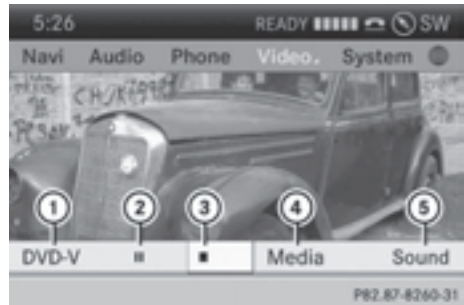 5:26 READY SW
Navi Audio Phone Video System
1 2 3 4 5
DVD-V Media Sound
P82.87-8260-31